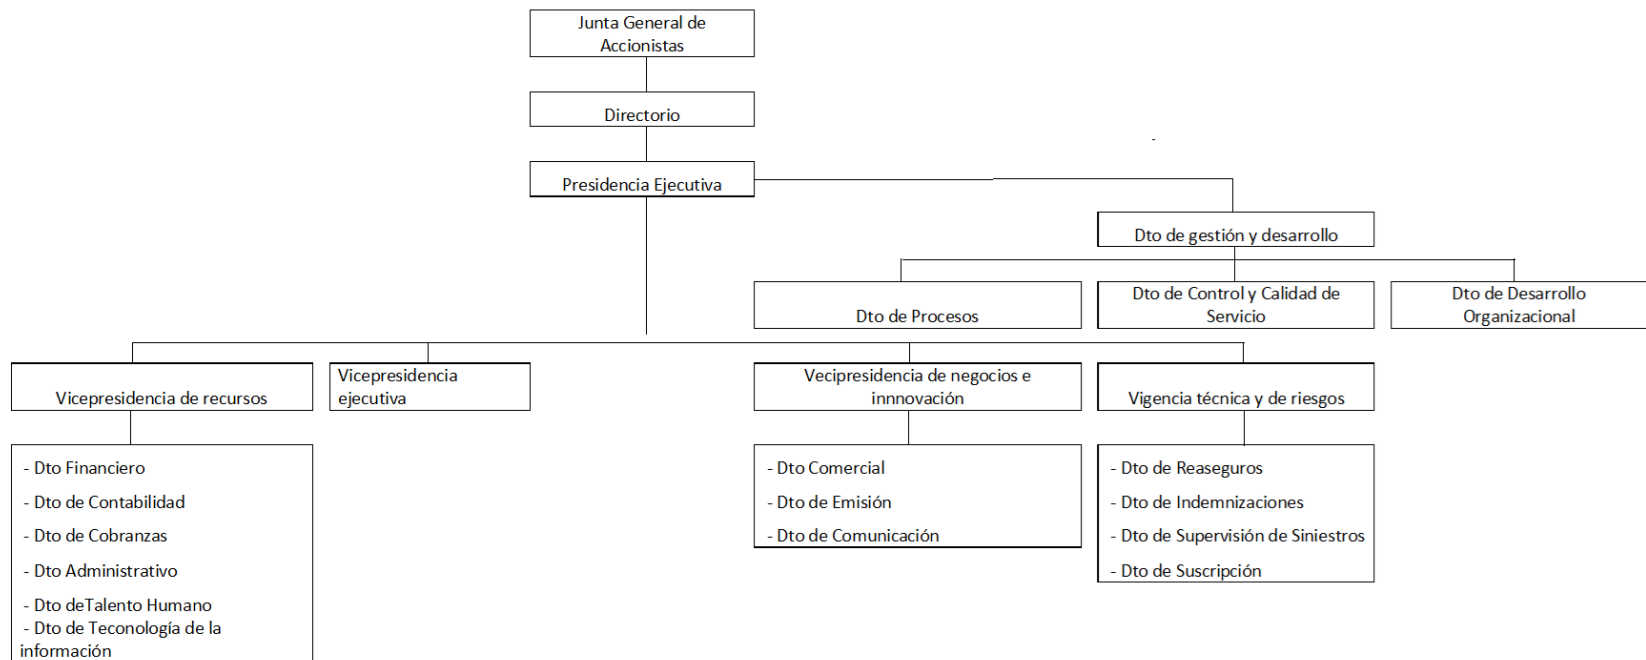 Junta General de
Accionistas
Directorio
Presidencia Ejecutiva
Dto de gestión y desarrollo
Dto de Procesos
Dto de Control y Calidad de
Servicio
Dto de Desarrollo
Organizacional
Vicepresidencia de recursos
Vicepresidencia
ejecutiva
Vecipresidencia de negocios e
innnovación
Vigencia técnica y de riesgos
- Dto Financiero
- Dto de Contabilidad
- Dto de Cobranzas
- Dto Administrativo
- Dto deTalento Humano
- Dto de Teconología de la
información
- Dto Comercial
- Dto de Emisión
- Dto de Comunicación
- Dto de Reaseguros
- Dto de Indemnizaciones
- Dto de Supervisión de Siniestros
- Dto de Suscripción